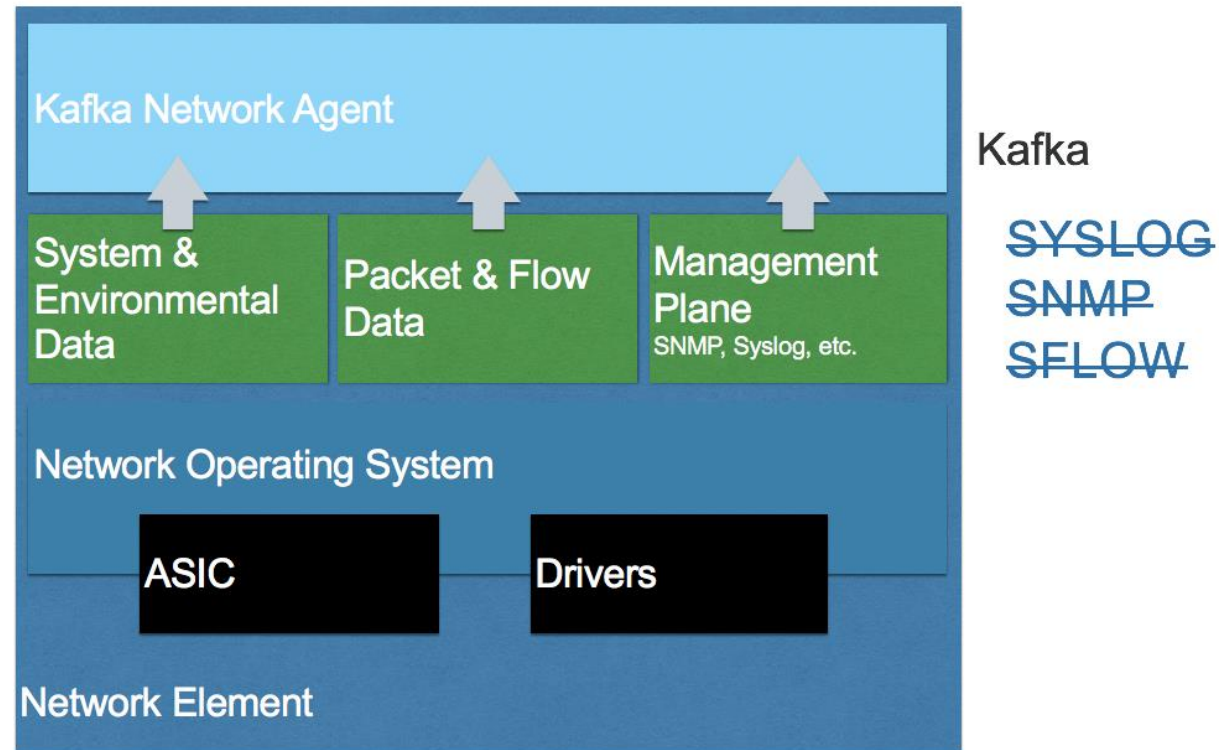 Kafka Network Agent
Kafka
System &
Environmental
Data
Packet & Flow
Data
Management
Plane
SNMP, Syslog, etc.
SYSLOG
SNMP
SFLOW
Network Operating System
ASIC
Drivers
Network Element